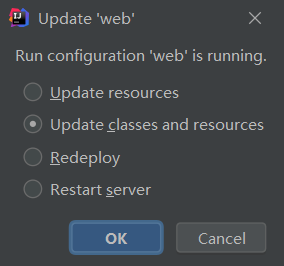 Update 'web'
Run configuration 'web' is running.
Update resources
Update classes and resources
Redeploy
Restart server
OK
Cancel